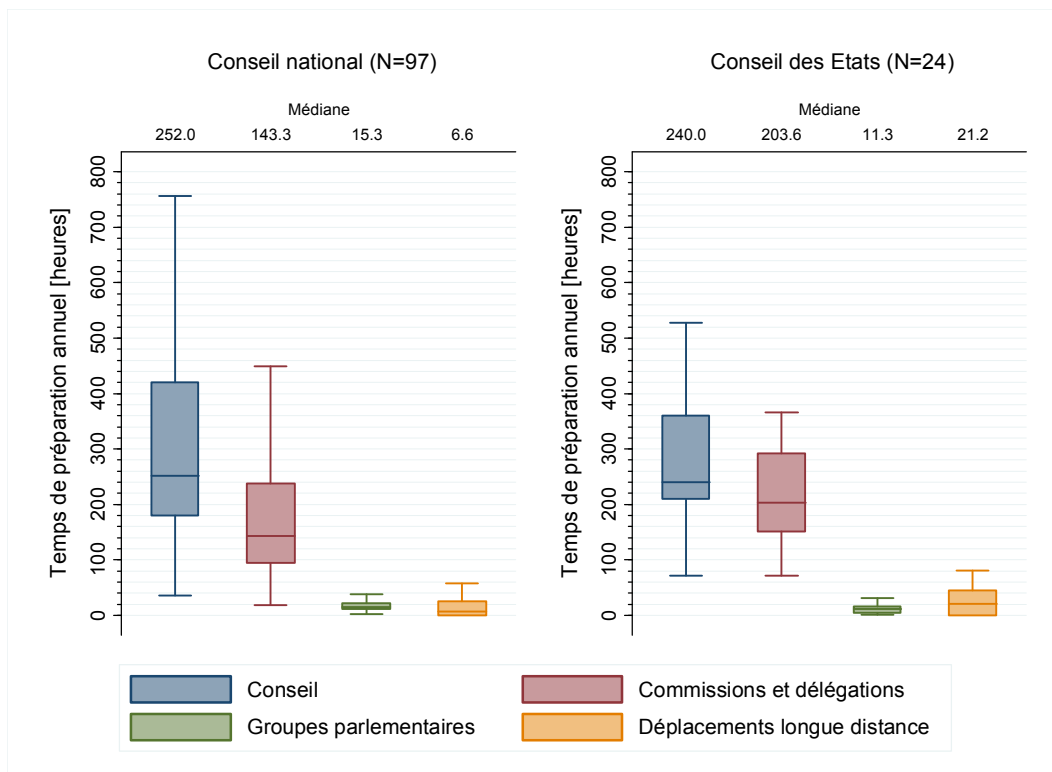 Conseil national (N=97)
Médiane
252.0 143.3 15.3 6.6
Temps de préparation annuel [heures]
800
700
600
500
400
300
200
100
0
Conseil des Etats (N=24)
Médiane
240.0 203.6 11.3 21.2
Temps de préparation annuel [heures]
800
700
600
500
400
300
200
100
0
Conseil
Commissions et délégations
Groupes parlementaires
Déplacements longue distance